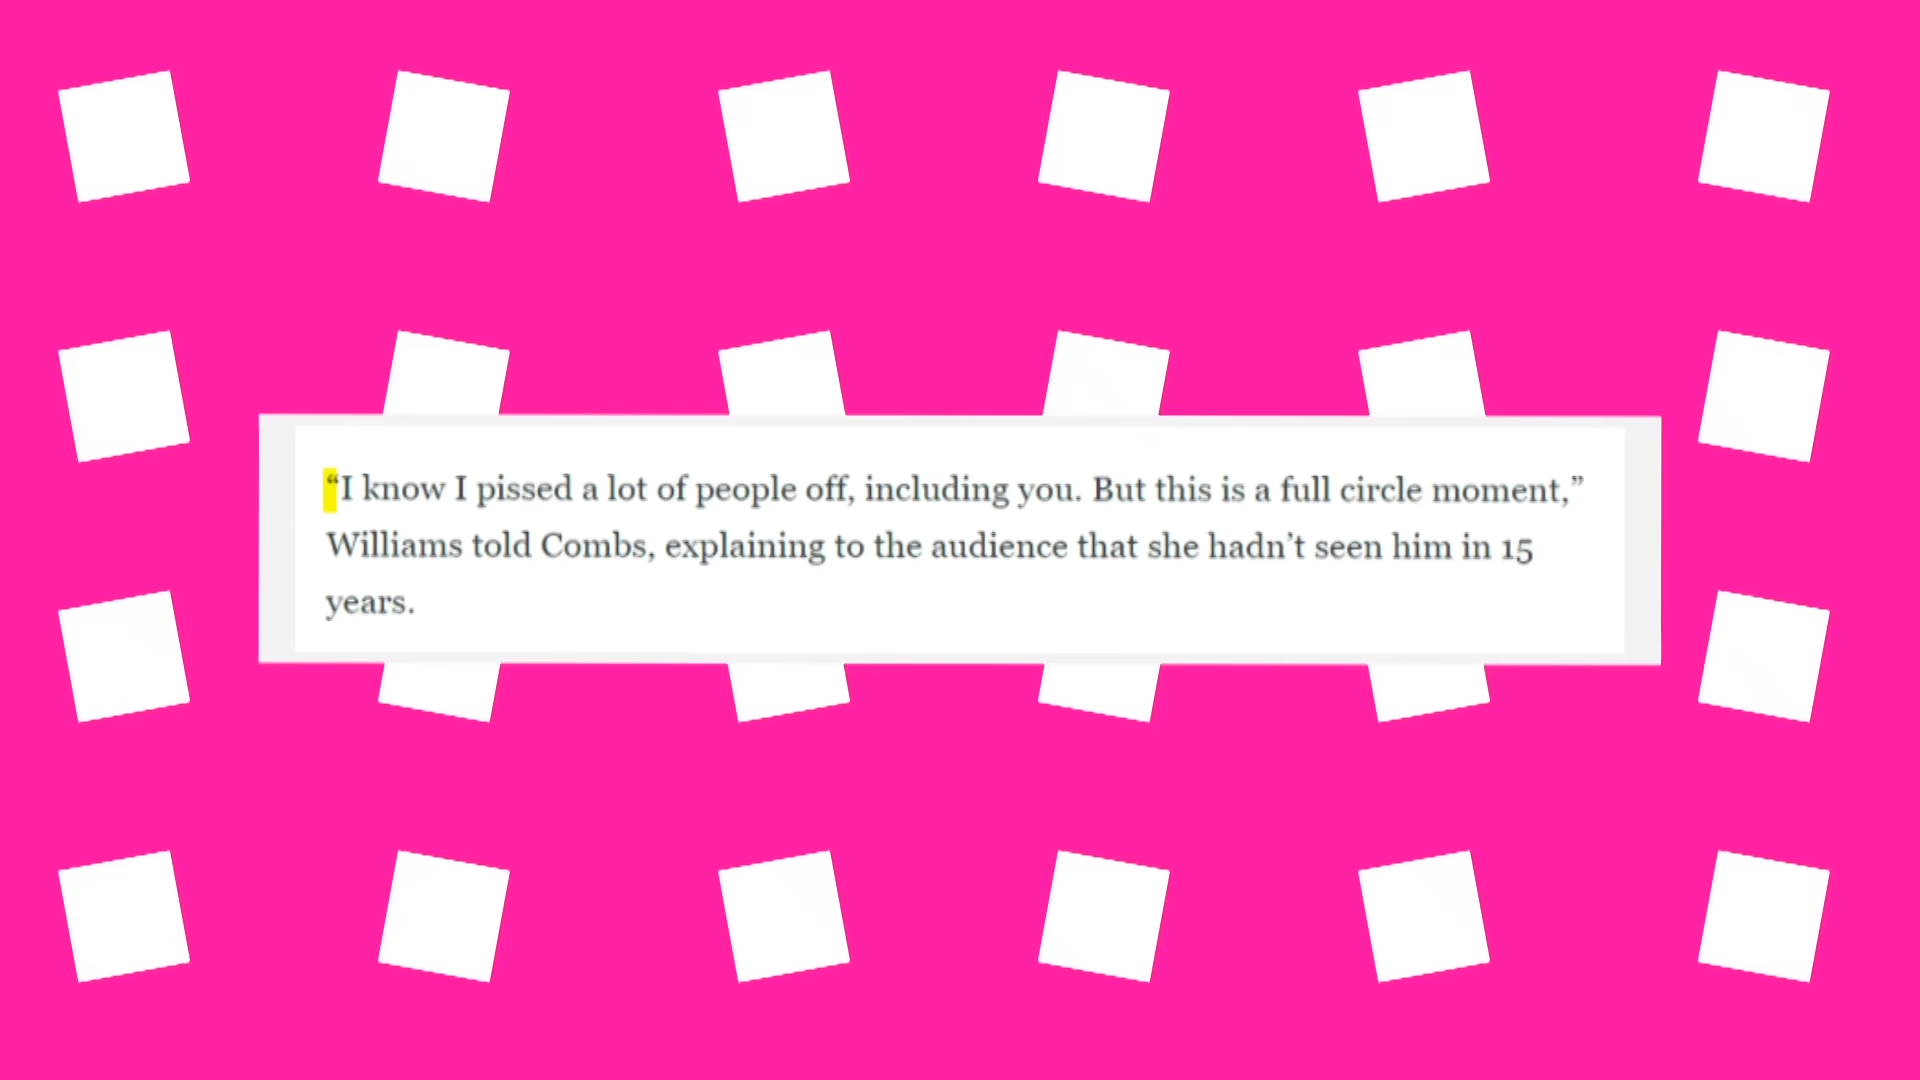 “I know I pissed a lot of people off, including you. But this is a full circle moment,”
Williams told Combs, explaining to the audience that she hadn’t seen him in 15
years.